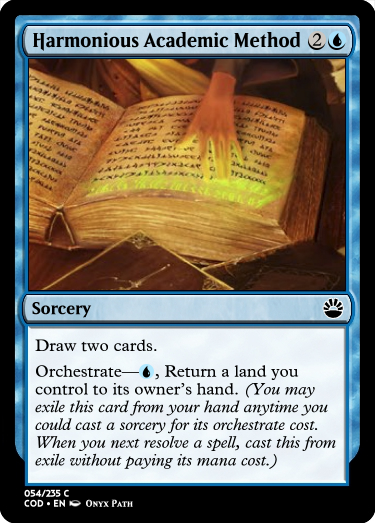 Harmonious Academic Method 2
Sorcery
Draw two cards.
Orchestrate—, Return a land you
control to its owner's hand. (You may
exile this card from your hand anytime you
could cast a sorcery for its orchestrate cost.
When you next resolve a spell, cast this from
exile without paying its mana cost.)
054/235 C
COD • EN Onyx Path